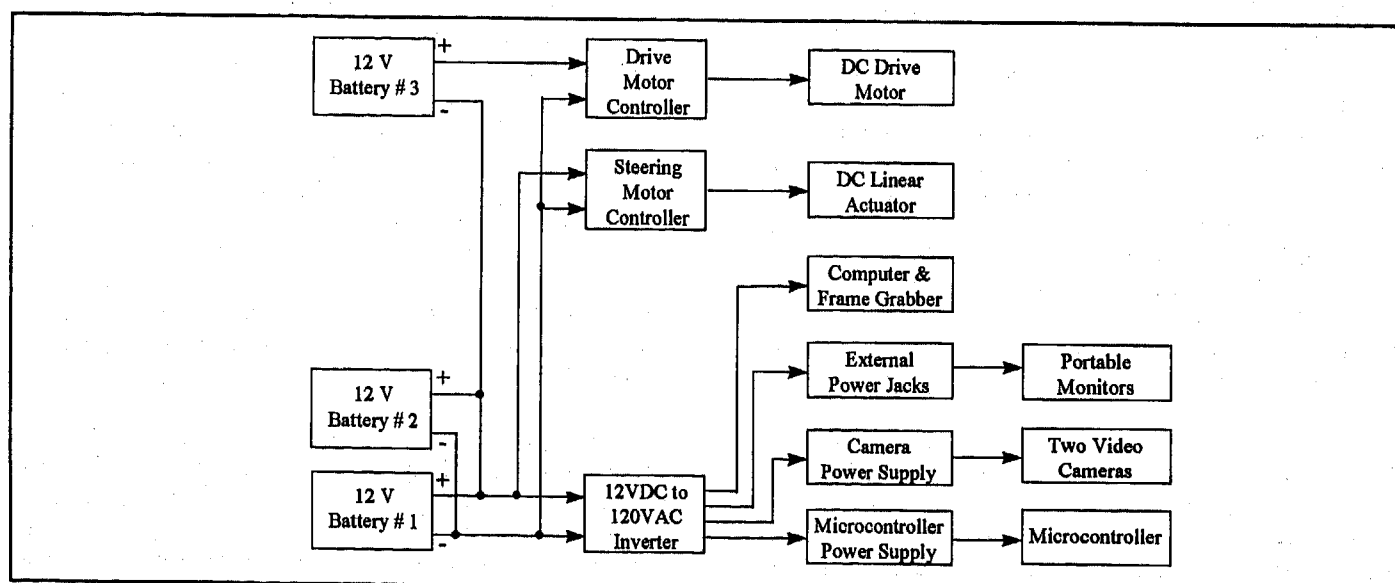 12 V
Battery # 3
+
-
Drive
Motor
Controller
DC Drive
Motor
Steering
Motor
Controller
DC Linear
Actuator
Computer &
Frame Grabber
External
Power Jacks
Portable
Monitors
12 V
Battery # 2
+
-
Camera
Power Supply
Two Video
Cameras
12 V
Battery # 1
+
-
12VDC to
120VAC
Inverter
Microcontroller
Power Supply
Microcontroller